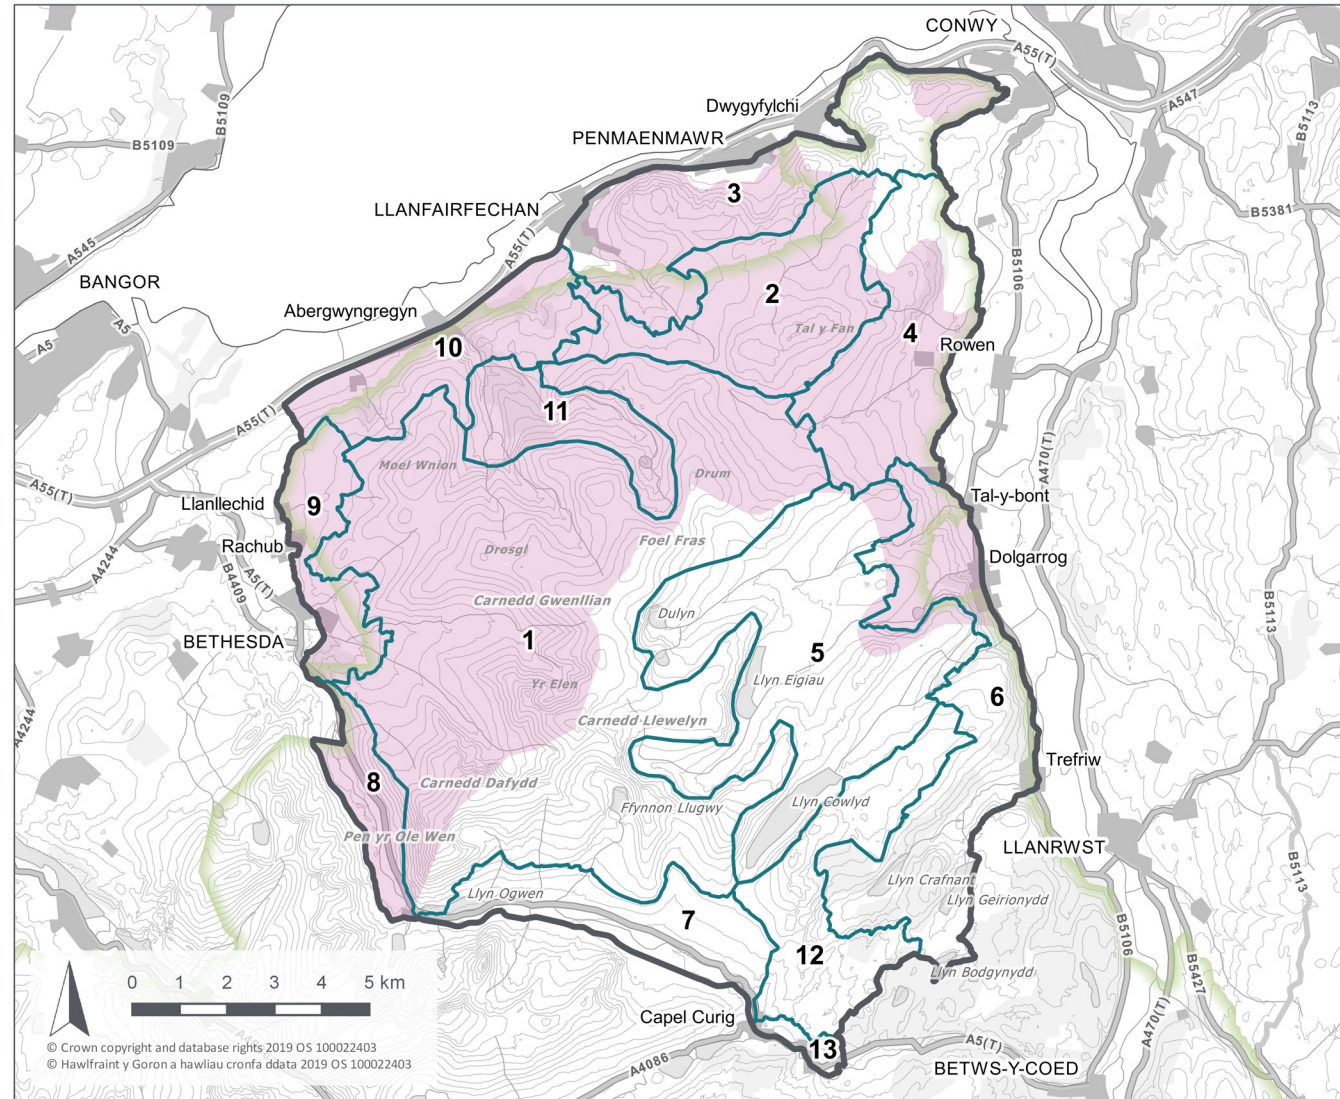 CONWY
A55(T)
A547
Dwygyfylchi
B5109
B5109
PENMAENMAWR
B5113
3
LLANFAIRFECHAN
B5381
A545
A55(T)
B5106
BANGOR
2
Abergwyngregyn
A5
A5
Tal y Fan
4
Rowen
10
11
A55(T)
Moel Wnion
Drum
A470(T)
A55(T)
Llanllechid
9
Tal-y-bont
Foel Fras
Rachub
Drosgl
Dolgarrog
A4244
B4409
A5(T)
Carnedd Gwenllian
Dulyn
B5113
BETHESDA
1
5
Yr Elen
Llyn Eigiau
6
A4244
Carnedd Llewelyn
Trefriw
8
Carnedd Dafydd
Ffynnon Llugwy
Llyn Cowlyd
Pen yr Ole Wen
LLANRWST
Llyn Crafnant
B5113
Llyn Ogwen
Llyn Geirionydd
7
B5106
12
B5427
Llyn Bodgynydd
0 1 2 3 4 5 km
Capel Curig
A470(T)
13
A5(T)
© Crown copyright and database rights 2019 OS 100022403
© Hawlfraint y Goron a hawliau cronfa ddata 2019 OS 100022403
A4086
BETWS-Y-COED